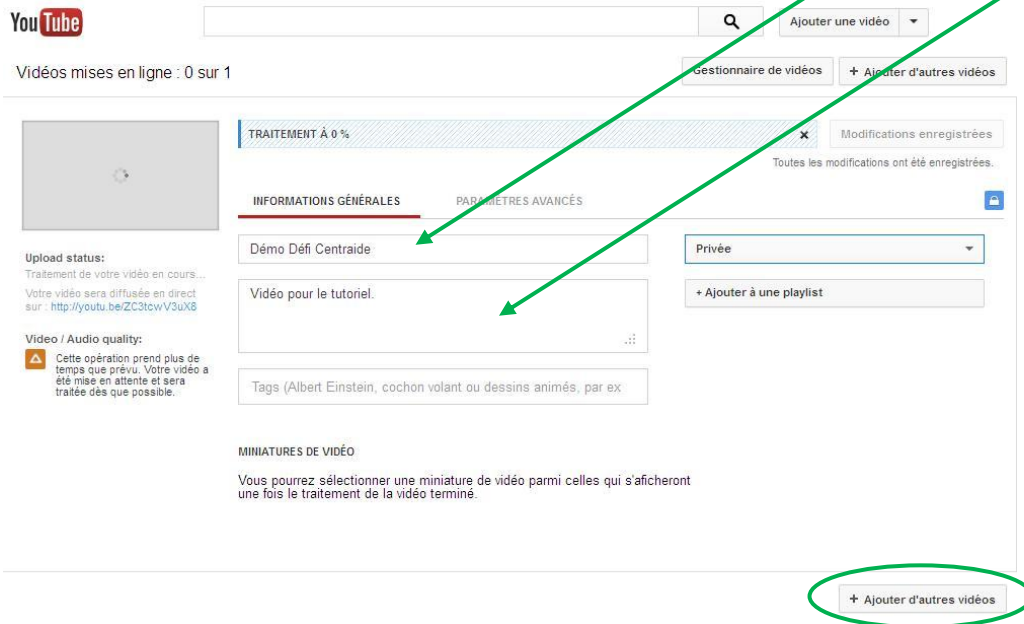 You Tube
Ajouter une vidéo
Vidéos mises en ligne : 0 sur 1
Gestionnaire de vidéos
+ Ajouter d'autres vidéos
TRAITEMENT À 0 %
x
Modifications enregistrées
Toutes les modifications ont été enregistrées.
INFORMATIONS GÉNÉRALES
PARAMÈTRES AVANCÉS
Upload status:
Traitement de votre vidéo en cours...
Votre vidéo sera diffusée en direct
sur : http://youtu.be/ZC3tcwV3uX8
Video / Audio quality:
Cette opération prend plus de
temps que prévu. Votre vidéo a
été mise en attente et sera
traitée dès que possible.
Démo Défi Centraide
Vidéo pour le tutoriel.
Tags (Albert Einstein, cochon volant ou dessins animés, par ex
Privée
+ Ajouter à une playlist
MINIATURES DE VIDÉO
Vous pourrez sélectionner une miniature de vidéo parmi celles qui s'aficheront
une fois le traitement de la vidéo terminé.
+ Ajouter d'autres vidéos